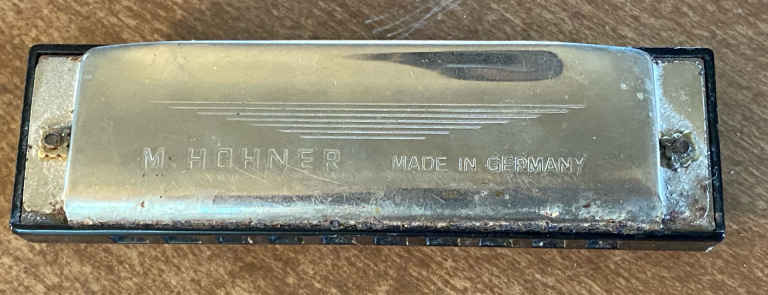 M. HOHNER MADE IN GERMANY